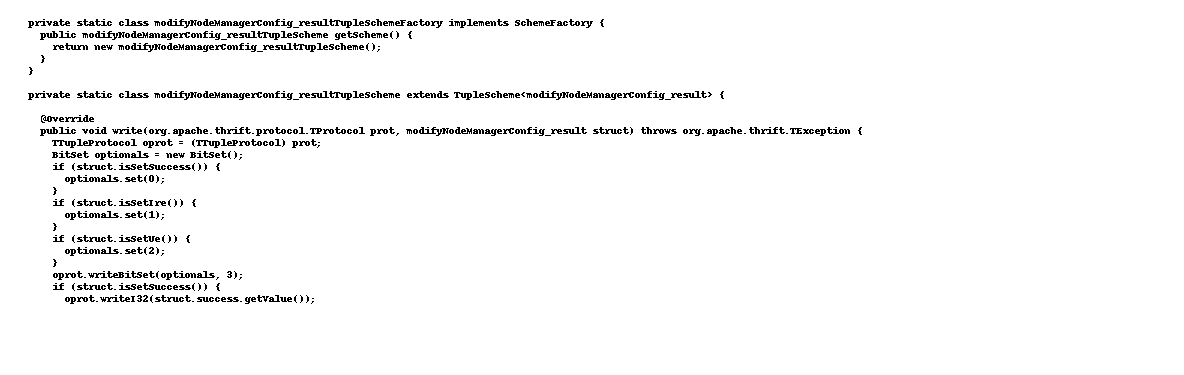 private static class modifyNodeManagerConfig_resultTupleSchemeFactory implements SchemeFactory {
  public modifyNodeManagerConfig_resultTupleScheme getScheme() {
    return new modifyNodeManagerConfig_resultTupleScheme();
  }
}

private static class modifyNodeManagerConfig_resultTupleScheme extends TupleScheme<modifyNodeManagerConfig_result> {

  @Override
  public void write(org.apache.thrift.protocol.TProtocol prot, modifyNodeManagerConfig_result struct) throws org.apache.thrift.TException {
    TTupleProtocol oprot = (TTupleProtocol) prot;
    BitSet optionals = new BitSet();
    if (struct.isSetSuccess()) {
      optionals.set(0);
    }
    if (struct.isSetIre()) {
      optionals.set(1);
    }
    if (struct.isSetUe()) {
      optionals.set(2);
    }
    oprot.writeBitSet(optionals, 3);
    if (struct.isSetSuccess()) {
      oprot.writeI32(struct.success.getValue());